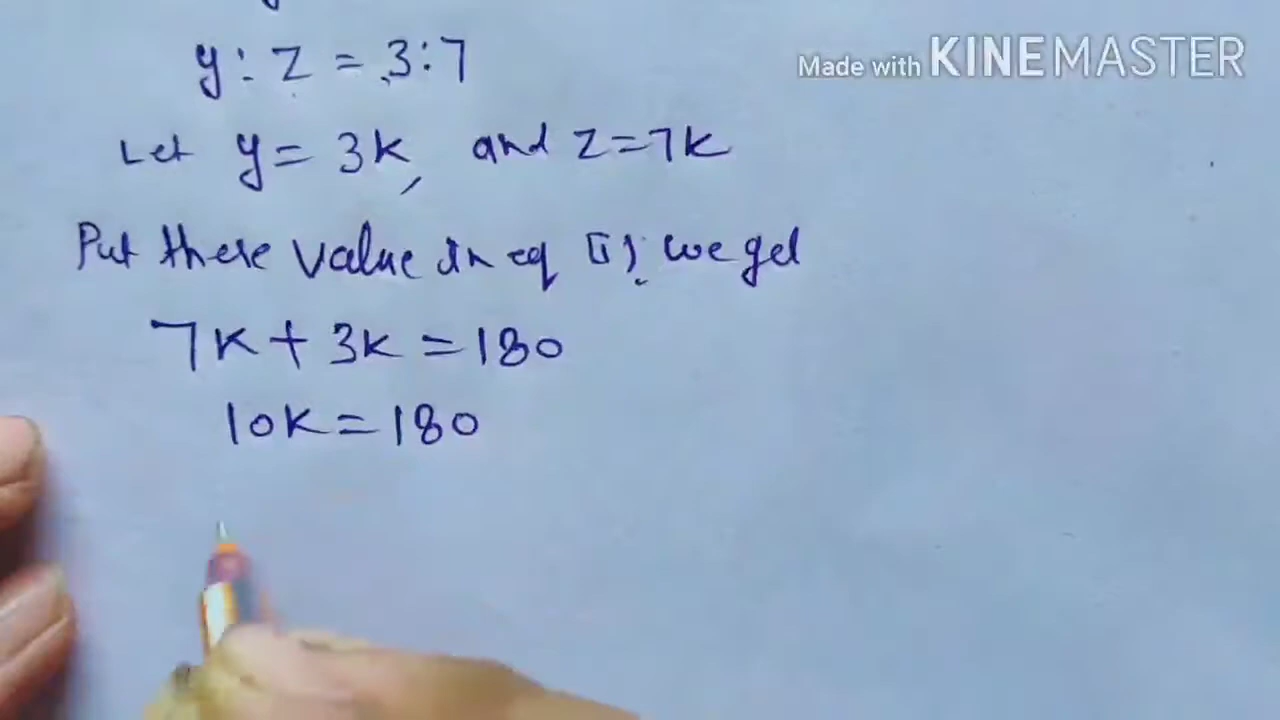 y : z = 3 : 7
Made with KINEMASTER
Let y = 3k, and z = 7k
Put these value in eq (i), we get
7k + 3k = 180
10k = 180